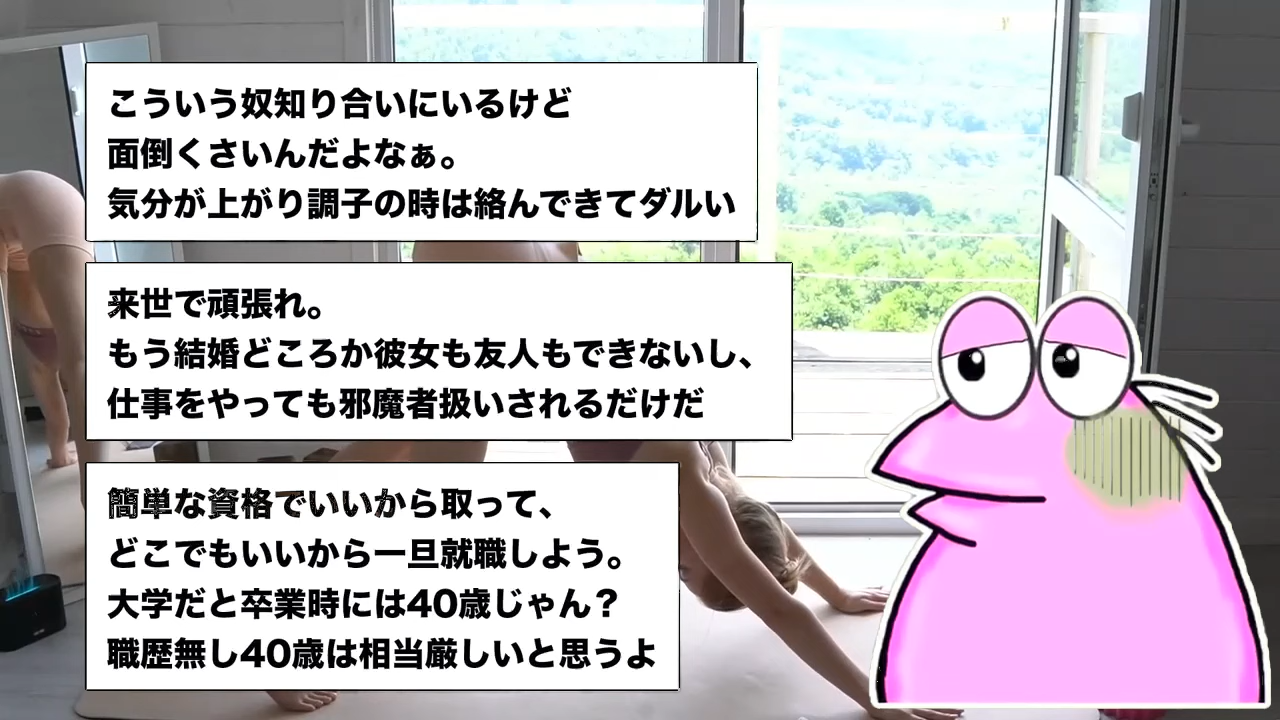 こういう奴知り合いにいるけど
面倒くさいんだよなぁ。
気分が上がり調子の時は絡んできてダルい
来世で頑張れ。
もう結婚どころか彼女も友人もできないし、
仕事をやっても邪魔者扱いされるだけだ
簡単な資格でいいから取って、
どこでもいいから一旦就職しよう。
大学だと卒業時には40歳じゃん？
職歴無し40歳は相当厳しいと思うよ